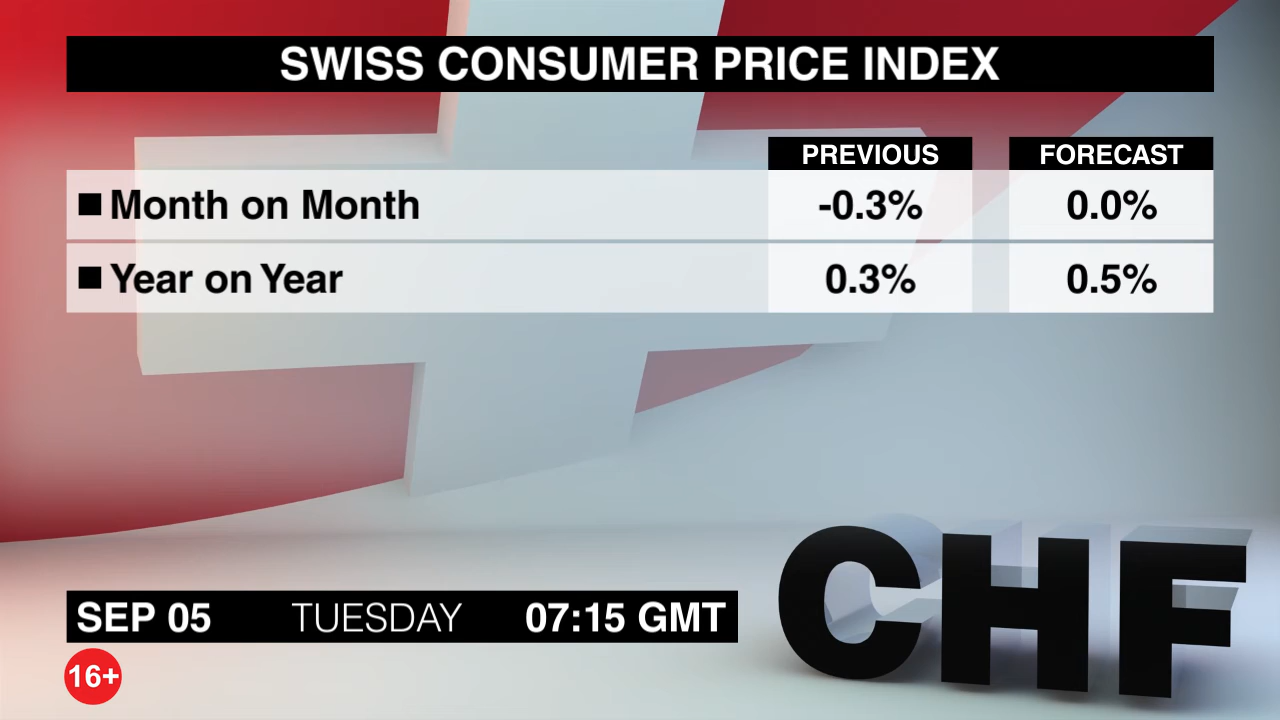 SWISS CONSUMER PRICE INDEX
PREVIOUS FORECAST
Month on Month -0.3% 0.0%
Year on Year 0.3% 0.5%
CHF
SEP 05 TUESDAY 07:15 GMT
16+